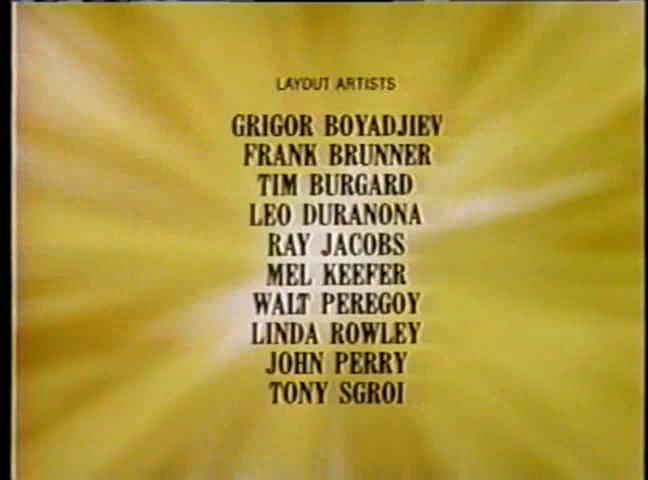 LAYOUT ARTISTS
GRIGOR BOYADJIEV
FRANK BRUNNER
TIM BURGARD
LEO DURANONA
RAY JACOBS
MEL KEEFER
WALT PEREGOY
LINDA ROWLEY
JOHN PERRY
TONY SGROI